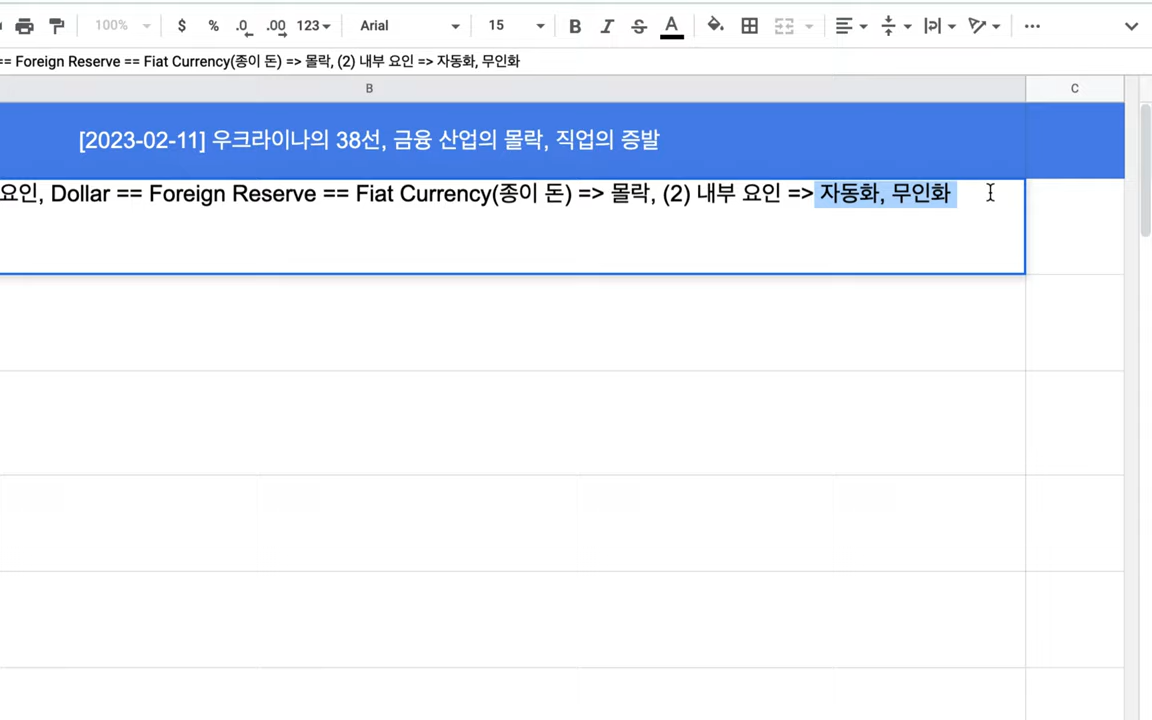 100% $ % .0 .00 123 Arial 15 B I S A
== Foreign Reserve == Fiat Currency(종이 돈) => 몰락, (2) 내부 요인 => 자동화, 무인화
B C
[2023-02-11] 우크라이나의 38선, 금융 산업의 몰락, 직업의 증발
요인, Dollar == Foreign Reserve == Fiat Currency(종이 돈) => 몰락, (2) 내부 요인 => 자동화, 무인화